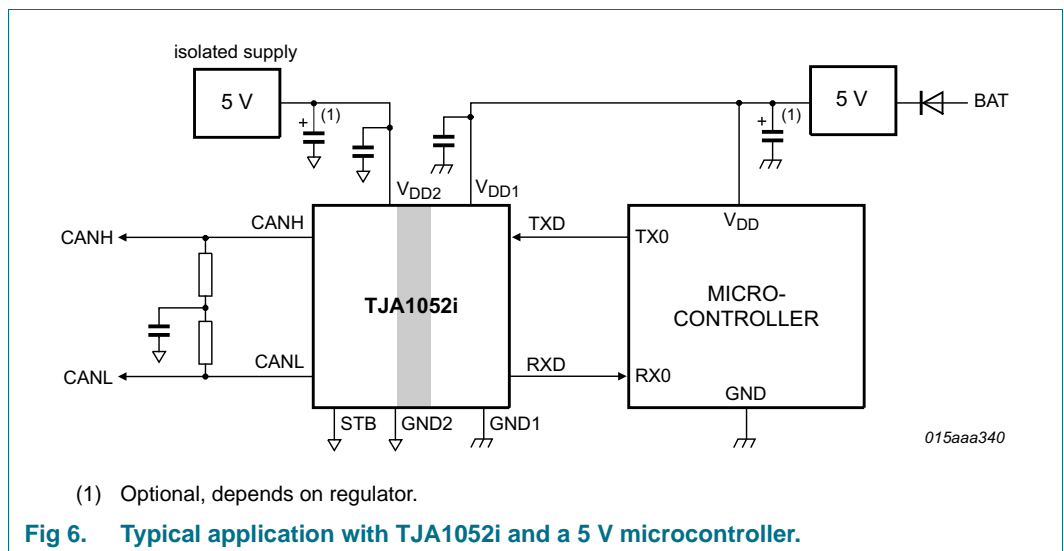 isolated supply
5 V
(1)
+
5 V
BAT
(1)
+
VDD2
VDD1
CANH
CANH
TXD
TX0
VDD
TJA1052i
MICRO-
CONTROLLER
CANL
CANL
RXD
RX0
GND
STB
GND2
GND1
015aaa340
(1) Optional, depends on regulator.
Fig 6. Typical application with TJA1052i and a 5 V microcontroller.